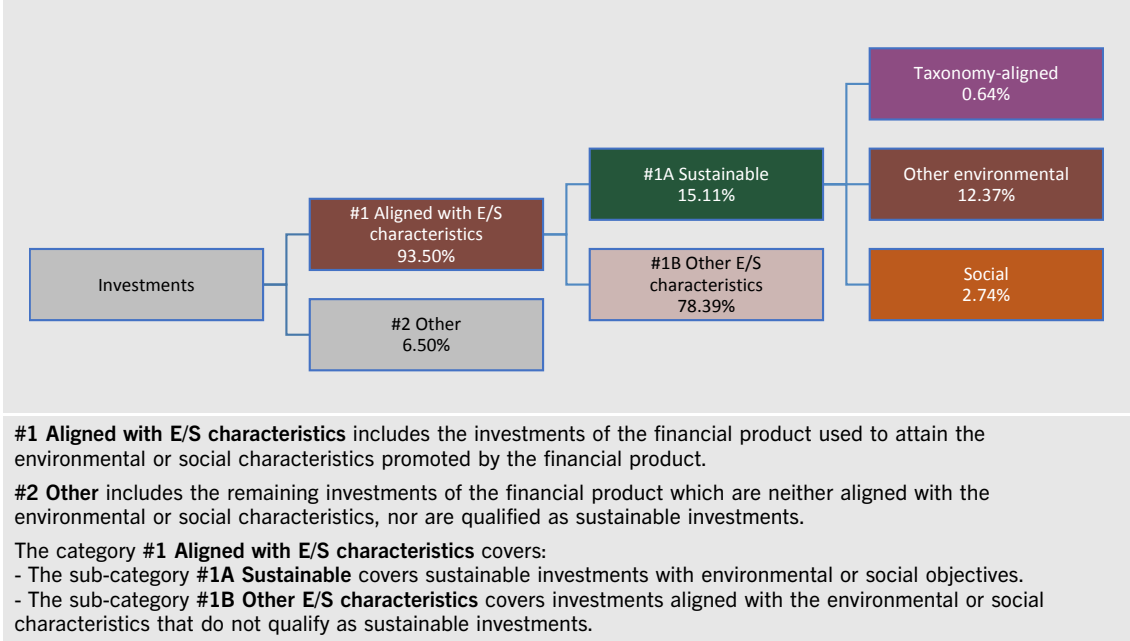 Investments
#1 Aligned with E/S
characteristics
93.50%
#2 Other
6.50%
#1A Sustainable
15.11%
#1B Other E/S
characteristics
78.39%
Taxonomy-aligned
0.64%
Other environmental
12.37%
Social
2.74%
#1 Aligned with E/S characteristics includes the investments of the financial product used to attain the
environmental or social characteristics promoted by the financial product.
#2 Other includes the remaining investments of the financial product which are neither aligned with the
environmental or social characteristics, nor are qualified as sustainable investments.
The category #1 Aligned with E/S characteristics covers:
- The sub-category #1A Sustainable covers sustainable investments with environmental or social objectives.
- The sub-category #1B Other E/S characteristics covers investments aligned with the environmental or social
characteristics that do not qualify as sustainable investments.